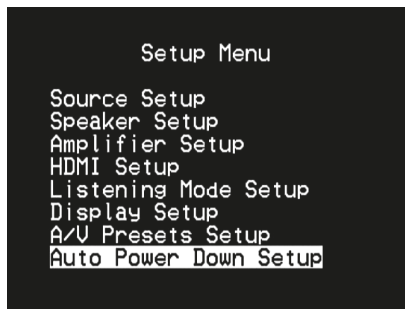 Setup Menu
Source Setup
Speaker Setup
Amplifier Setup
HDMI Setup
Listening Mode Setup
Display Setup
A/V Presets Setup
Auto Power Down Setup